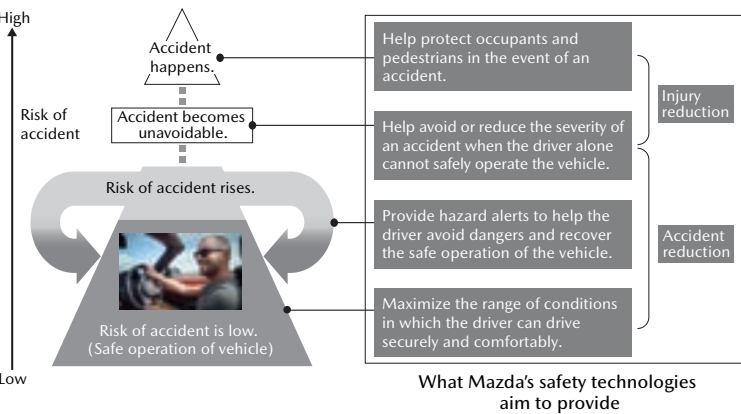 High
Risk of
accident
Low
Accident
happens.
Accident becomes
unavoidable.
Risk of accident rises.
Risk of accident is low.
(Safe operation of vehicle)
Help protect occupants and
pedestrians in the event of an
accident.
Help avoid or reduce the severity of
an accident when the driver alone
cannot safely operate the vehicle.
Provide hazard alerts to help the
driver avoid dangers and recover
the safe operation of the vehicle.
Maximize the range of conditions
in which the driver can drive
securely and comfortably.
Injury
reduction
Accident
reduction
What Mazda's safety technologies
aim to provide